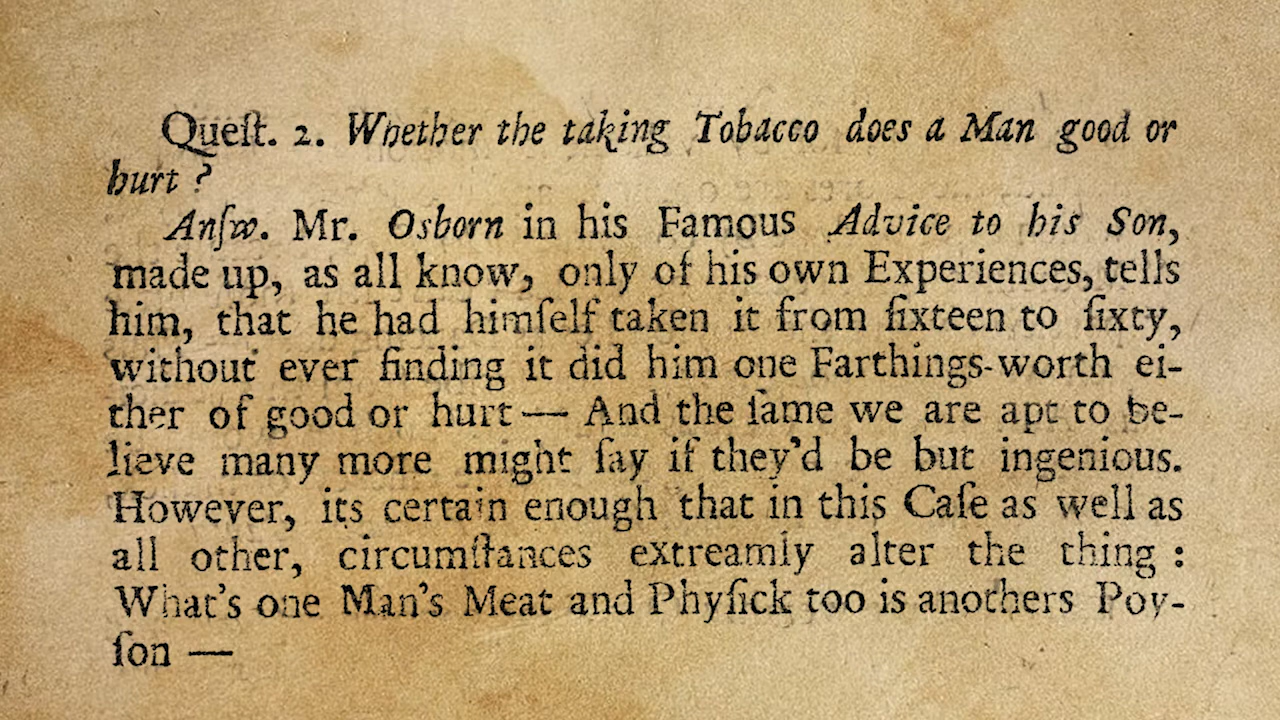 Queſt. 2. Whether the taking Tobacco does a Man good or
hurt ?
Anſw. Mr. Osborn in his Famous Advice to his Son,
made up, as all know, only of his own Experiences, tells
him, that he had himſelf taken it from ſixteen to ſixty,
without ever finding it did him one Farthings-worth ei-
ther of good or hurt — And the ſame we are apt to be-
lieve many more might ſay if they'd be but ingenious.
However, its certain enough that in this Caſe as well as
all other, circumſtances extreamly alter the thing :
What's one Man's Meat and Phyſick too is anothers Poy-
ſon —